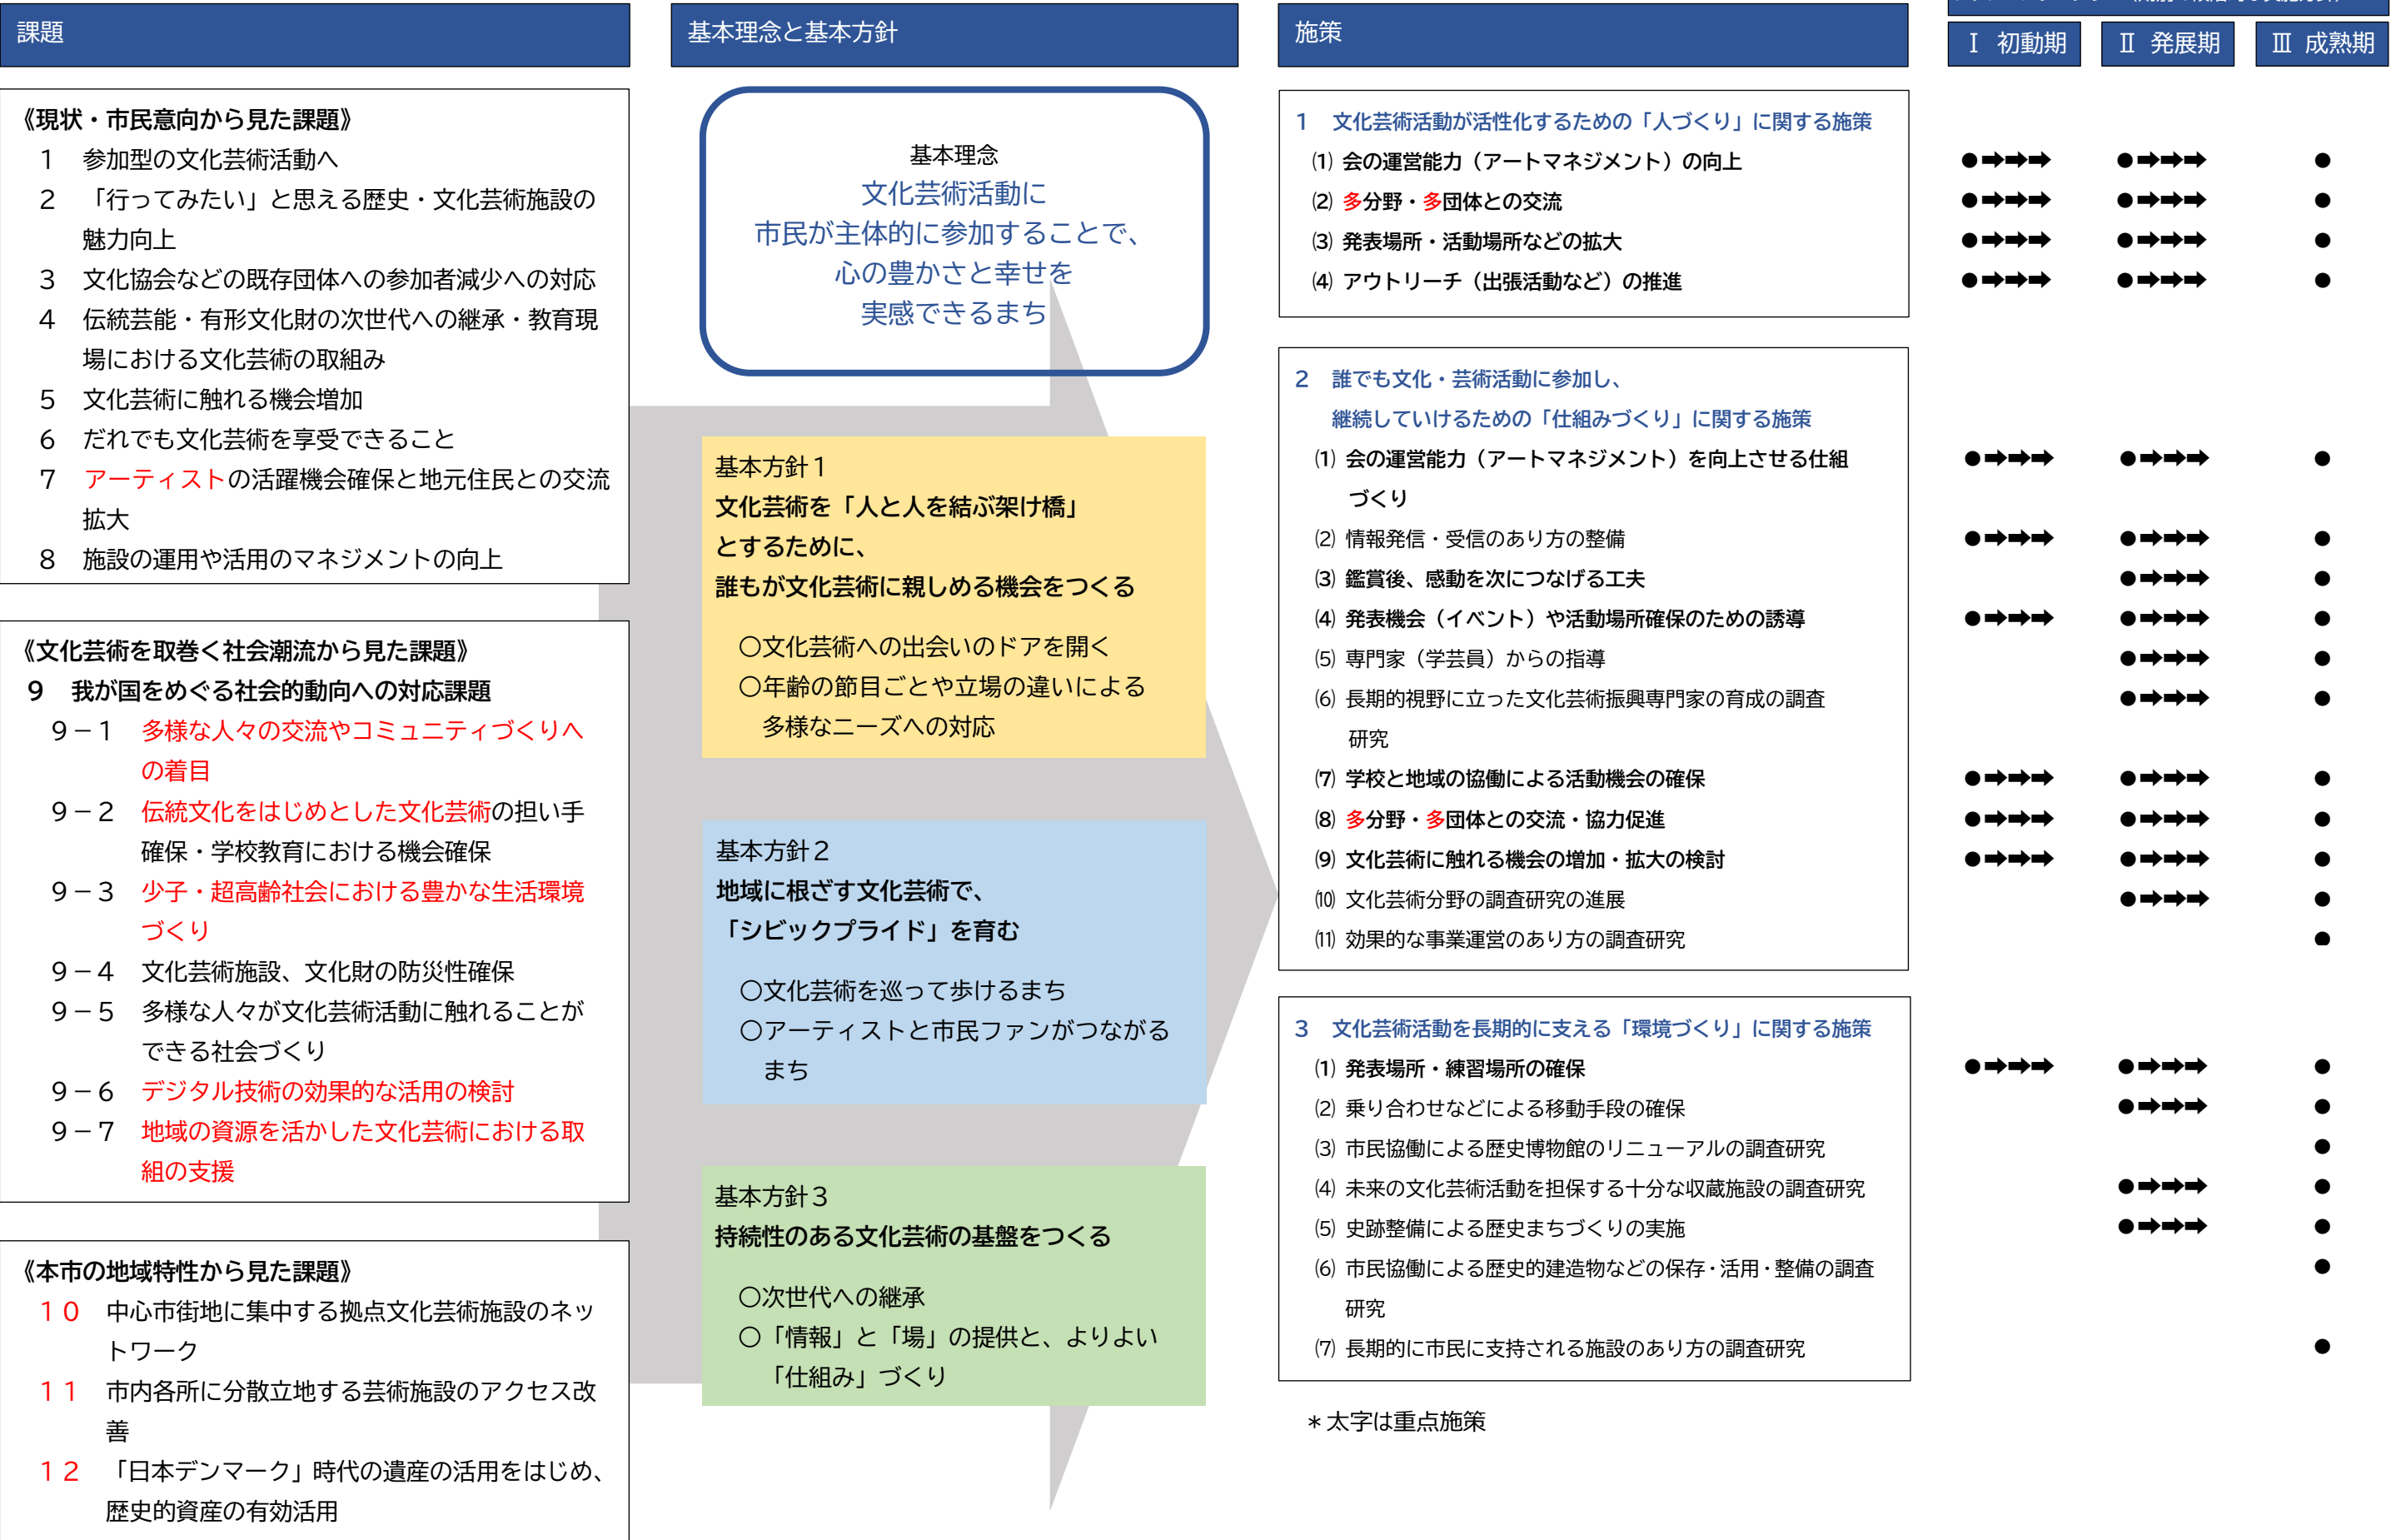 課題
《現状・市民意向から見た課題》
1 参加型の文化芸術活動へ
2 「行ってみたい」と思える歴史・文化芸術施設の
魅力向上
3 文化協会などの既存団体への参加者減少への対応
4 伝統芸能・有形文化財の次世代への継承・教育現
場における文化芸術の取組み
5 文化芸術に触れる機会増加
6 だれでも文化芸術を享受できること
7 アーティストの活躍機会確保と地元住民との交流
拡大
8 施設の運用や活用のマネジメントの向上
《文化芸術を取巻く社会潮流から見た課題》
9 我が国をめぐる社会的動向への対応課題
9－1 多様な人々の交流やコミュニティづくりへ
の着目
9－2 伝統文化をはじめとした文化芸術の担い手
確保・学校教育における機会確保
9－3 少子・超高齢社会における豊かな生活環境
づくり
9－4 文化芸術施設、文化財の防災性確保
9－5 多様な人々が文化芸術活動に触れることが
できる社会づくり
9－6 デジタル技術の効果的な活用の検討
9－7 地域の資源を活かした文化芸術における取
組の支援
《本市の地域特性から見た課題》
10 中心市街地に集中する拠点文化芸術施設のネッ
トワーク
11 市内各所に分散立地する芸術施設のアクセス改
善
12 「日本デンマーク」時代の遺産の活用をはじめ、
歴史的資産の有効活用
基本理念と基本方針
基本理念
文化芸術活動に
市民が主体的に参加することで、
心の豊かさと幸せを
実感できるまち
基本方針1
文化芸術を「人と人を結ぶ架け橋」
とするために、
誰もが文化芸術に親しめる機会をつくる
○文化芸術への出会いのドアを開く
○年齢の節目ごとや立場の違いによる
多様なニーズへの対応
基本方針2
地域に根ざす文化芸術で、
「シビックプライド」を育む
○文化芸術を巡って歩けるまち
○アーティストと市民ファンがつながる
まち
基本方針3
持続性のある文化芸術の基盤をつくる
○次世代への継承
○「情報」と「場」の提供と、よりよい
「仕組み」づくり
施策
Ⅰ 初動期
Ⅱ 発展期
Ⅲ 成熟期
1 文化芸術活動が活性化するための「人づくり」に関する施策
⑴ 会の運営能力（アートマネジメント）の向上 ●➡➡➡ ●➡➡➡ ●
⑵ 多分野・多団体との交流 ●➡➡➡ ●➡➡➡ ●
⑶ 発表場所・活動場所などの拡大 ●➡➡➡ ●➡➡➡ ●
⑷ アウトリーチ（出張活動など）の推進 ●➡➡➡ ●➡➡➡ ●
2 誰でも文化・芸術活動に参加し、
継続していけるための「仕組みづくり」に関する施策
⑴ 会の運営能力（アートマネジメント）を向上させる仕組 ●➡➡➡ ●➡➡➡ ●
づくり
⑵ 情報発信・受信のあり方の整備 ●➡➡➡ ●➡➡➡ ●
⑶ 鑑賞後、感動を次につなげる工夫 ●➡➡➡ ●
⑷ 発表機会（イベント）や活動場所確保のための誘導 ●➡➡➡ ●➡➡➡ ●
⑸ 専門家（学芸員）からの指導 ●➡➡➡ ●
⑹ 長期的視野に立った文化芸術振興専門家の育成の調査 ●➡➡➡ ●
研究
⑺ 学校と地域の協働による活動機会の確保 ●➡➡➡ ●➡➡➡ ●
⑻ 多分野・多団体との交流・協力促進 ●➡➡➡ ●➡➡➡ ●
⑼ 文化芸術に触れる機会の増加・拡大の検討 ●➡➡➡ ●➡➡➡ ●
⑽ 文化芸術分野の調査研究の進展 ●➡➡➡ ●
⑾ 効果的な事業運営のあり方の調査研究 ●
3 文化芸術活動を長期的に支える「環境づくり」に関する施策
⑴ 発表場所・練習場所の確保 ●➡➡➡ ●➡➡➡ ●
⑵ 乗り合わせなどによる移動手段の確保 ●➡➡➡ ●
⑶ 市民協働による歴史博物館のリニューアルの調査研究 ●
⑷ 未来の文化芸術活動を担保する十分な収蔵施設の調査研究 ●➡➡➡ ●
⑸ 史跡整備による歴史まちづくりの実施 ●➡➡➡ ●
⑹ 市民協働による歴史的建造物などの保存・活用・整備の調査 ●
研究
⑺ 長期的に市民に支持される施設のあり方の調査研究 ●
＊太字は重点施策